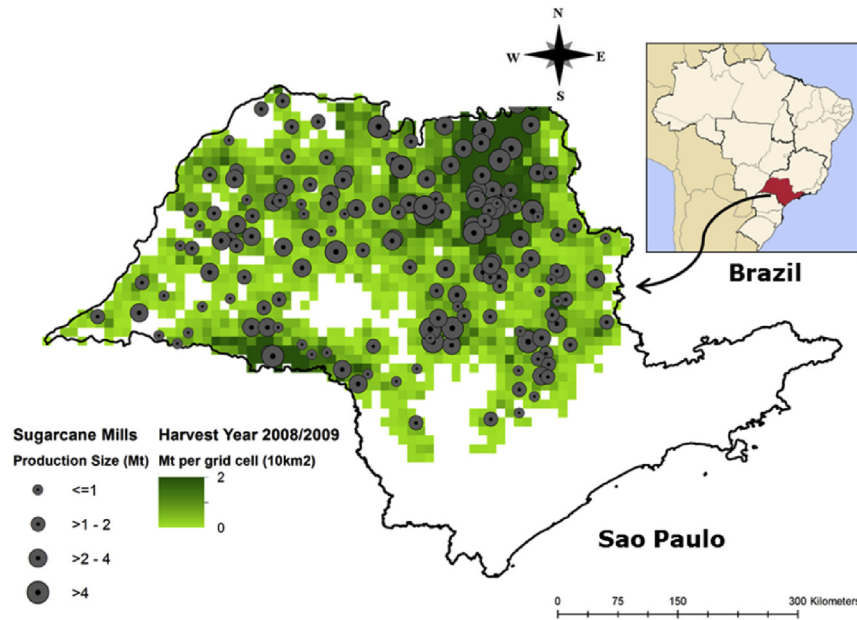 N
W E
S
Brazil
Sugarcane Mills
Production Size (Mt)
<=1
>1 - 2
>2 - 4
>4
Harvest Year 2008/2009
Mt per grid cell (10km2)
2
0
Sao Paulo
0 75 150 300 Kilometers